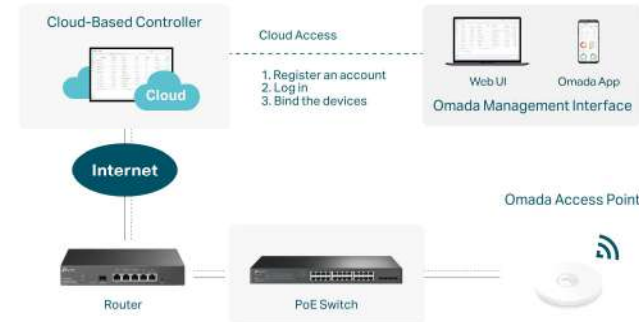 Cloud-Based Controller
Cloud
Cloud Access
1. Register an account
2. Log in
3. Bind the devices
Web UI
Omada App
Omada Management Interface
Internet
Omada Access Point
Router
PoE Switch